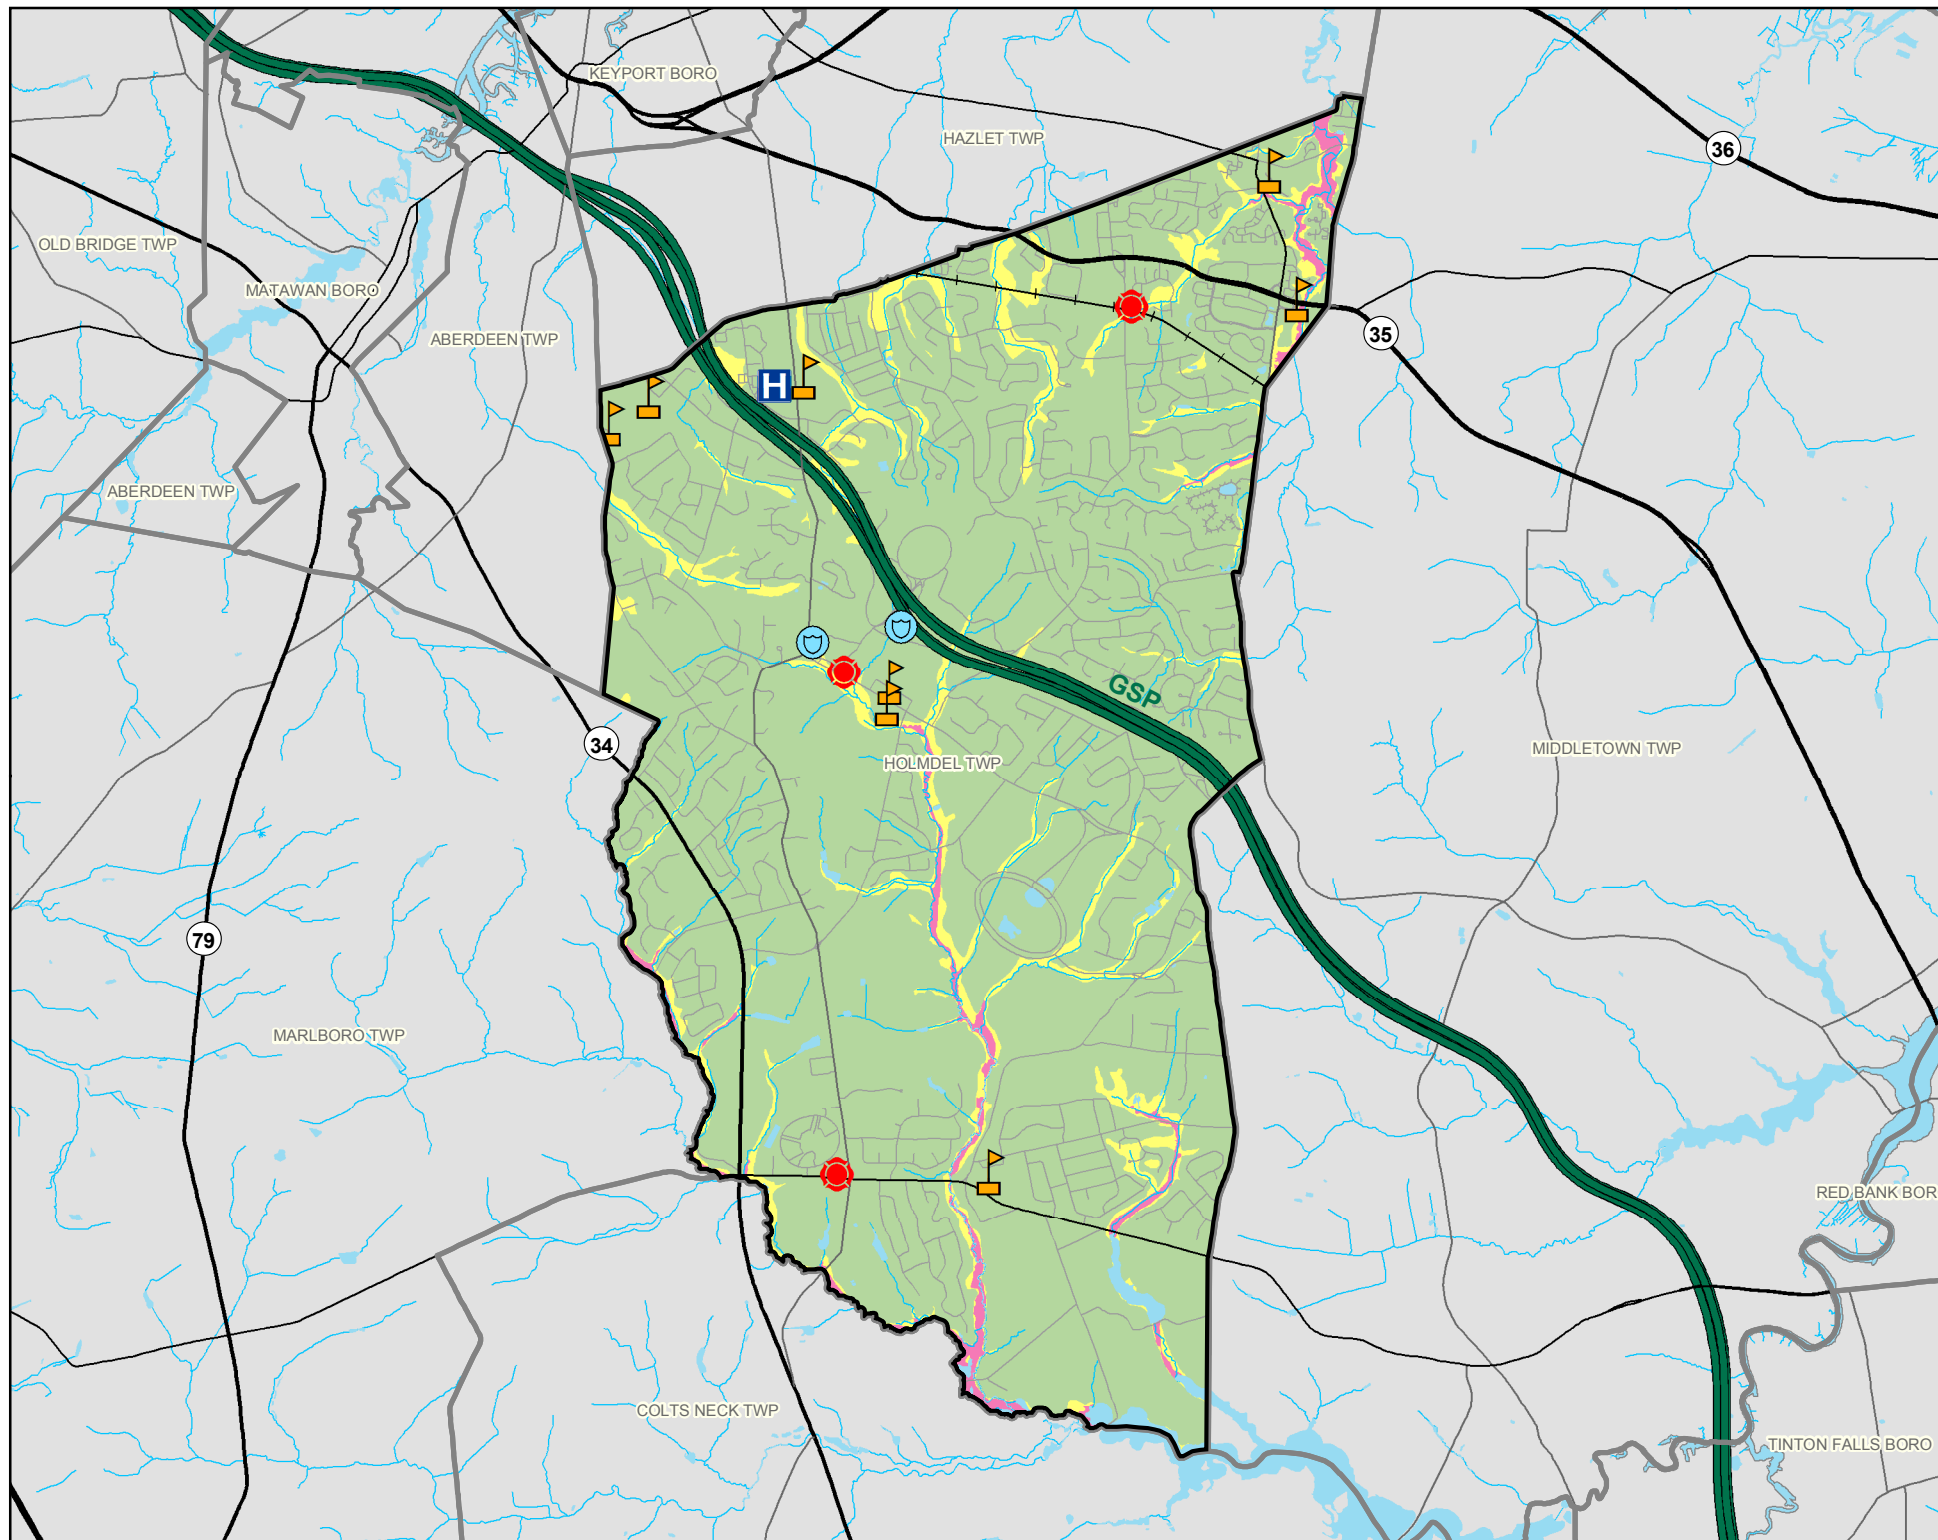 KEYPORT BORO
HAZLET TWP
36
OLD BRIDGE TWP
MATAWAN BORO
ABERDEEN TWP
35
H
ABERDEEN TWP
GSP
34
HOLMDEL TWP
MIDDLETOWN TWP
79
MARLBORO TWP
RED BANK BOR
COLTS NECK TWP
TINTON FALLS BORO